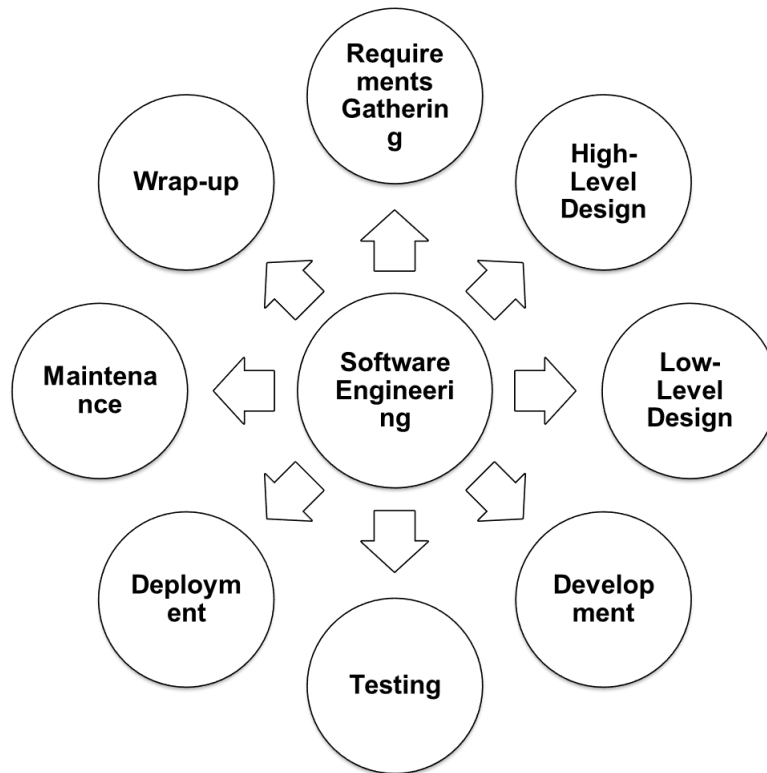 Require
ments
Gatherin
g
High-
Level
Design
Low-
Level
Design
Develop
ment
Testing
Deploym
ent
Maintena
nce
Wrap-up
Software
Engineeri
ng